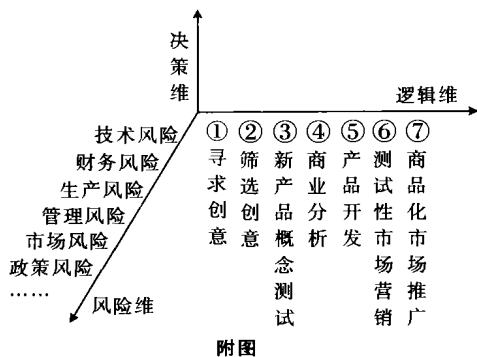 决策维
逻辑维
技术风险
财务风险
生产风险
管理风险
市场风险
政策风险
……
风险维
①寻求创意
②筛选创意
③新产品概念测试
④商业分析
⑤产品开发
⑥测试性市场营销
⑦商品化市场推广
附图